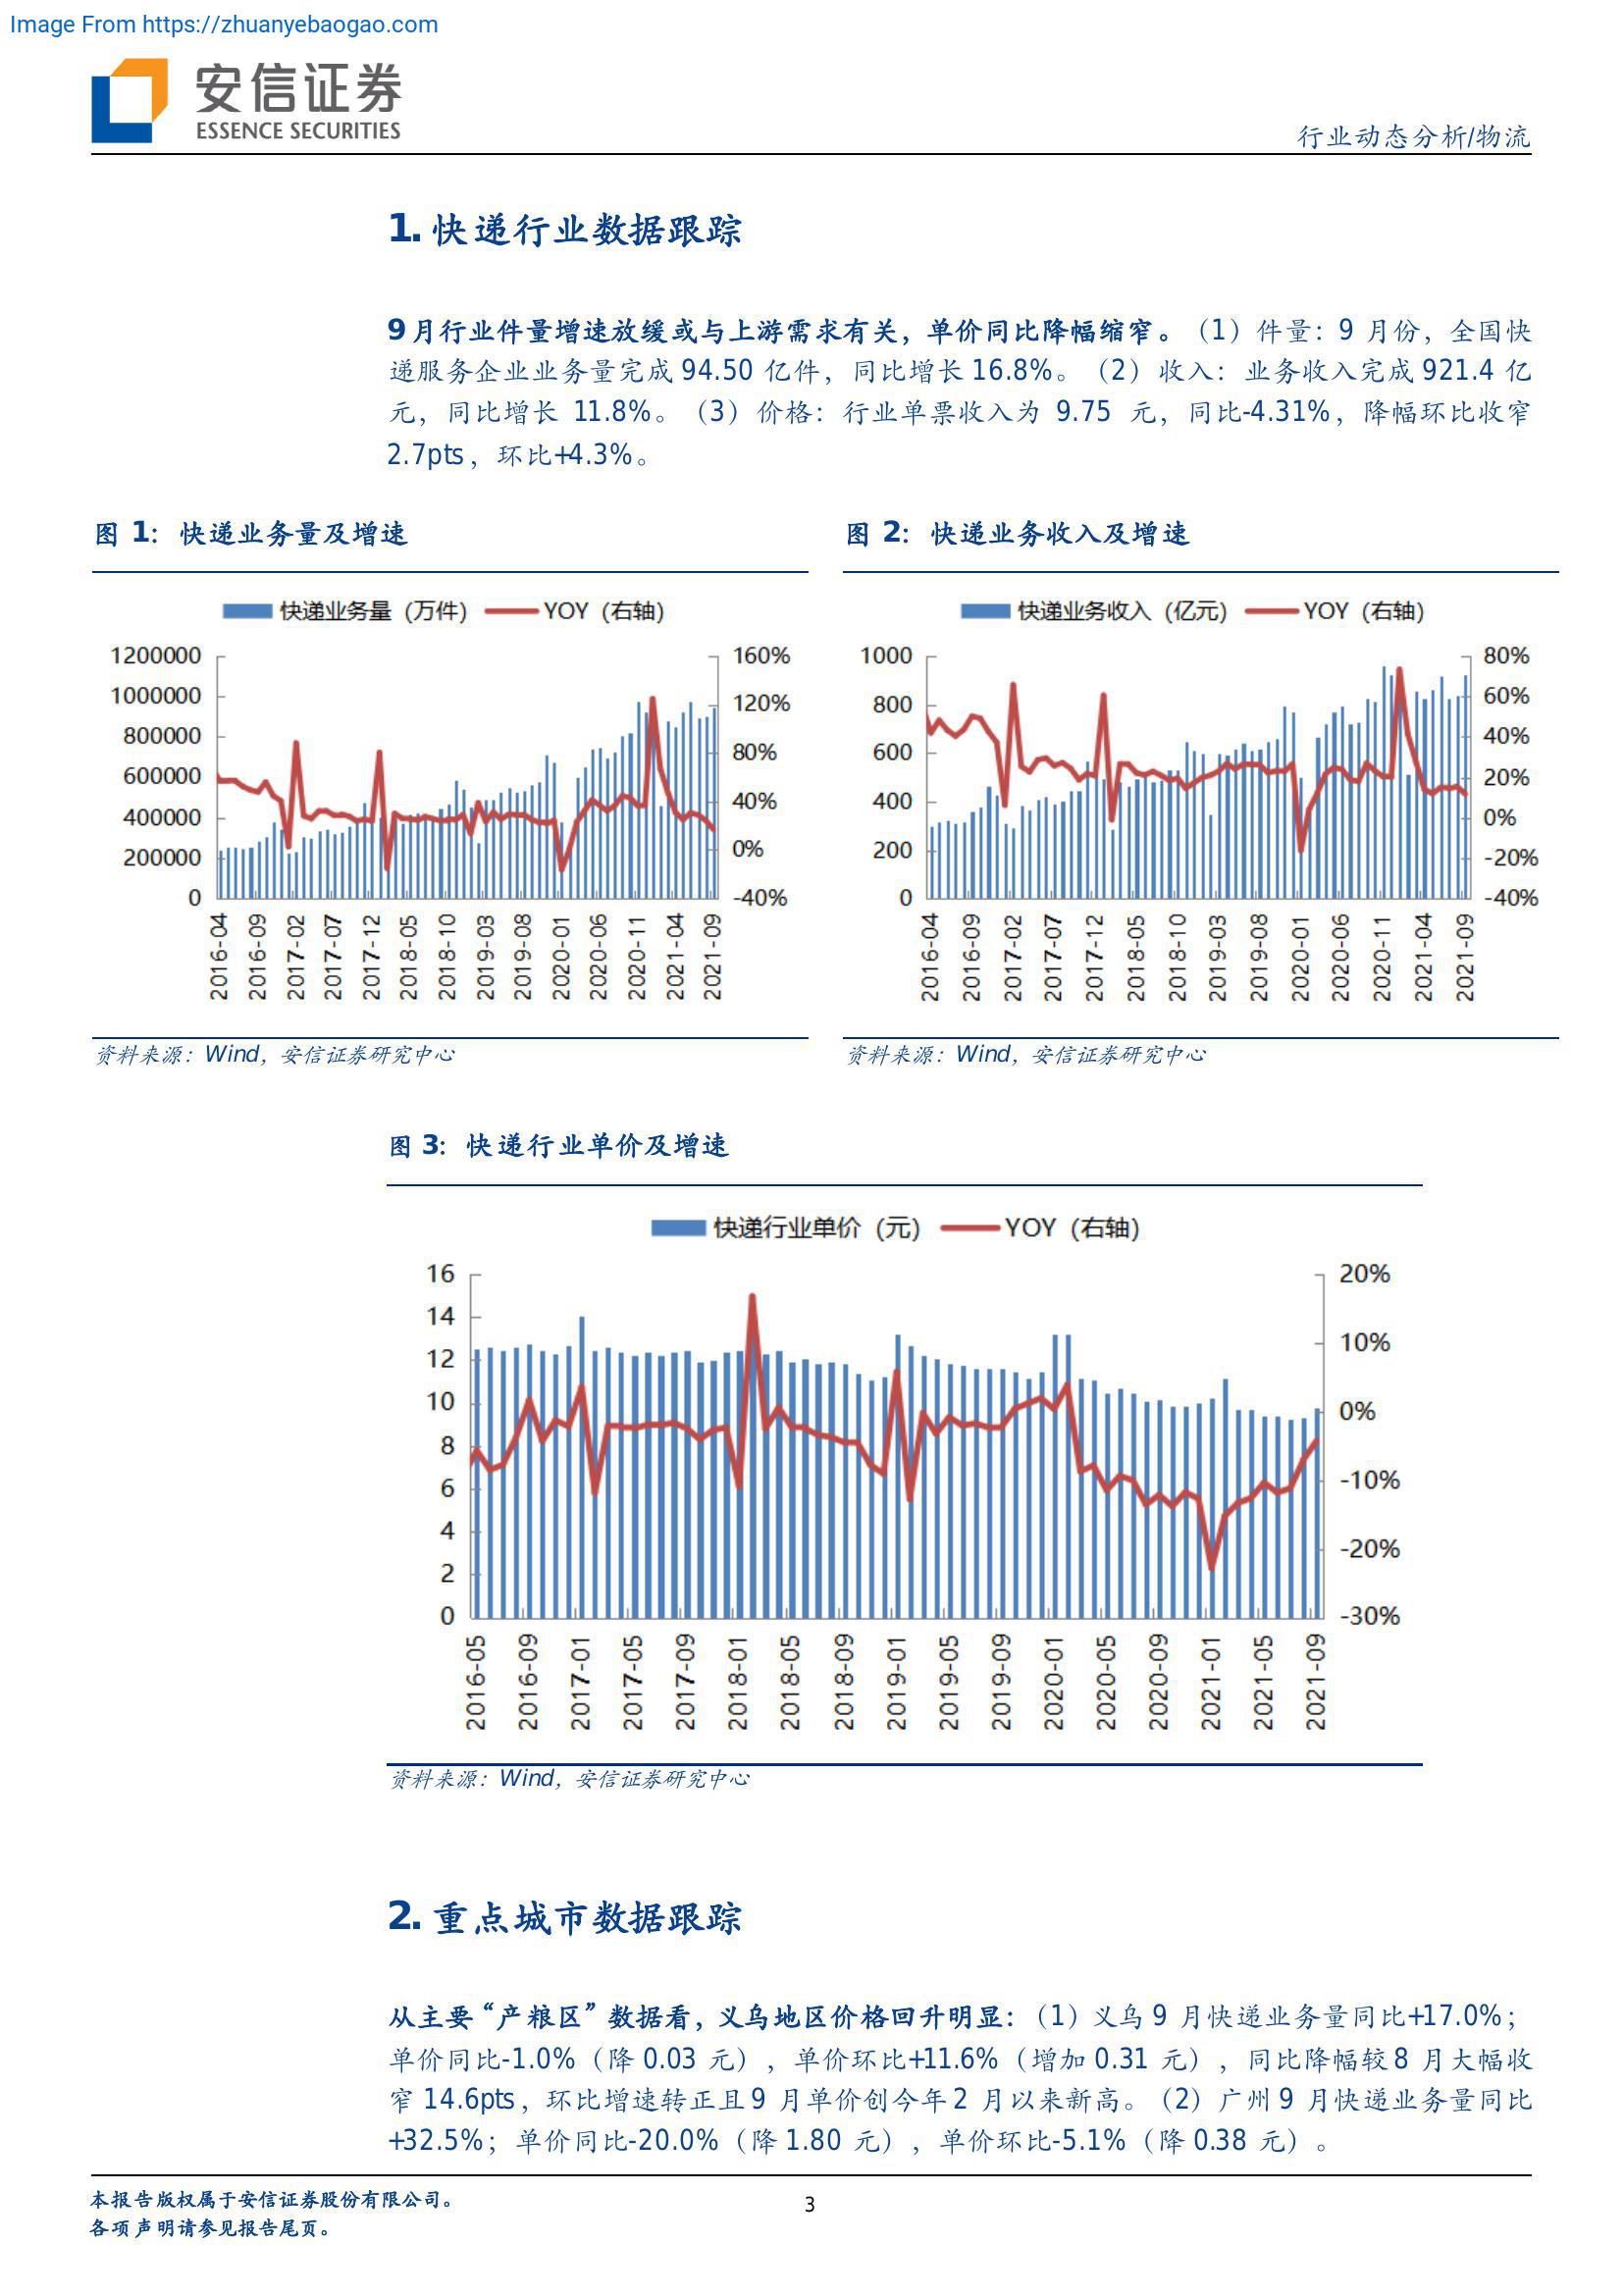 Image From https://zhuanyebaogao.com
安信证券
ESSENCE SECURITIES
行业动态分析/物流
1. 快递行业数据跟踪
9月行业件量增速放缓或与上游需求有关，单价同比降幅缩窄。（1）件量：9 月份，全国快
递服务企业业务量完成 94.50 亿件，同比增长 16.8%。（2）收入：业务收入完成 921.4 亿
元，同比增长 11.8%。（3）价格：行业单票收入为 9.75 元，同比-4.31%，降幅环比收窄
2.7pts，环比+4.3%。
图 1：快递业务量及增速
快递业务量（万件） YOY（右轴）
1200000
1000000
800000
600000
400000
200000
0
160%
120%
80%
40%
0%
-40%
2016-04 2016-09 2017-02 2017-07 2017-12 2018-05 2018-10 2019-03 2019-08 2020-01 2020-06 2020-11 2021-04 2021-09
资料来源：Wind，安信证券研究中心
图 2：快递业务收入及增速
快递业务收入（亿元） YOY（右轴）
1000
800
600
400
200
0
80%
60%
40%
20%
0%
-20%
-40%
2016-04 2016-09 2017-02 2017-07 2017-12 2018-05 2018-10 2019-03 2019-08 2020-01 2020-06 2020-11 2021-04 2021-09
资料来源：Wind，安信证券研究中心
图 3：快递行业单价及增速
快递行业单价（元） YOY（右轴）
16
14
12
10
8
6
4
2
0
20%
10%
0%
-10%
-20%
-30%
2016-05 2016-09 2017-01 2017-05 2017-09 2018-01 2018-05 2018-09 2019-01 2019-05 2019-09 2020-01 2020-05 2020-09 2021-01 2021-05 2021-09
资料来源：Wind，安信证券研究中心
2. 重点城市数据跟踪
从主要“产粮区”数据看，义乌地区价格回升明显：（1）义乌 9 月快递业务量同比+17.0%；
单价同比-1.0%（降 0.03 元），单价环比+11.6%（增加 0.31 元），同比降幅较 8 月大幅收
窄 14.6pts，环比增速转正且 9 月单价创今年 2 月以来新高。（2）广州 9 月快递业务量同比
+32.5%；单价同比-20.0%（降 1.80 元），单价环比-5.1%（降 0.38 元）。
本报告版权属于安信证券股份有限公司。
各项声明请参见报告尾页。
3